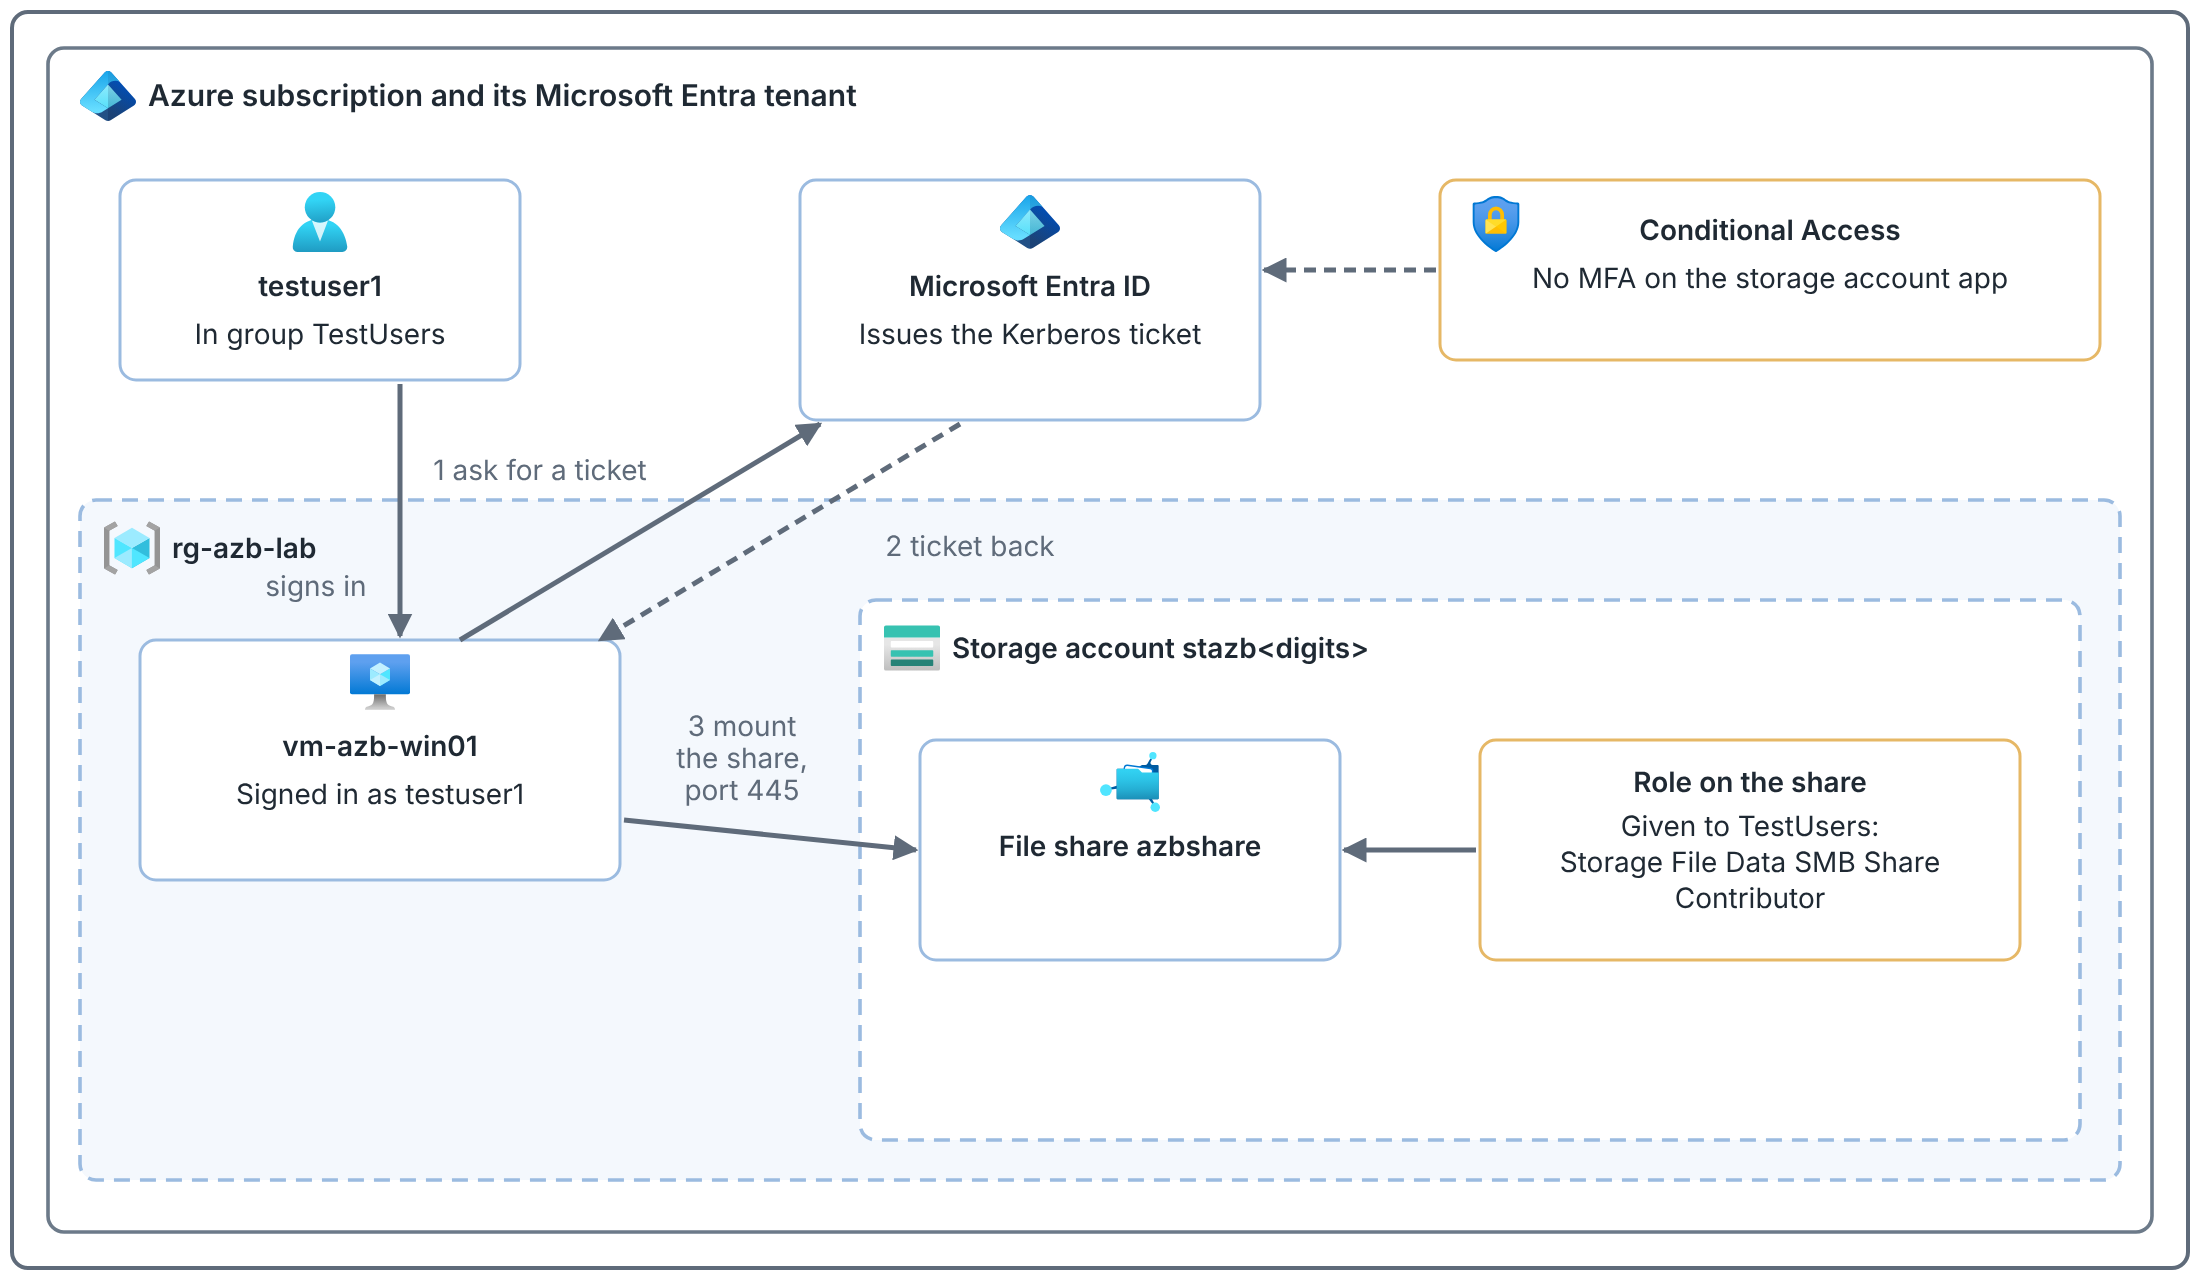 Azure subscription and its Microsoft Entra tenant
testuser1
In group TestUsers
Microsoft Entra ID
Issues the Kerberos ticket
Conditional Access
No MFA on the storage account app
1 ask for a ticket
rg-azb-lab
signs in
2 ticket back
vm-azb-win01
Signed in as testuser1
3 mount
the share,
port 445
Storage account stazb<digits>
File share azbshare
Role on the share
Given to TestUsers:
Storage File Data SMB Share
Contributor